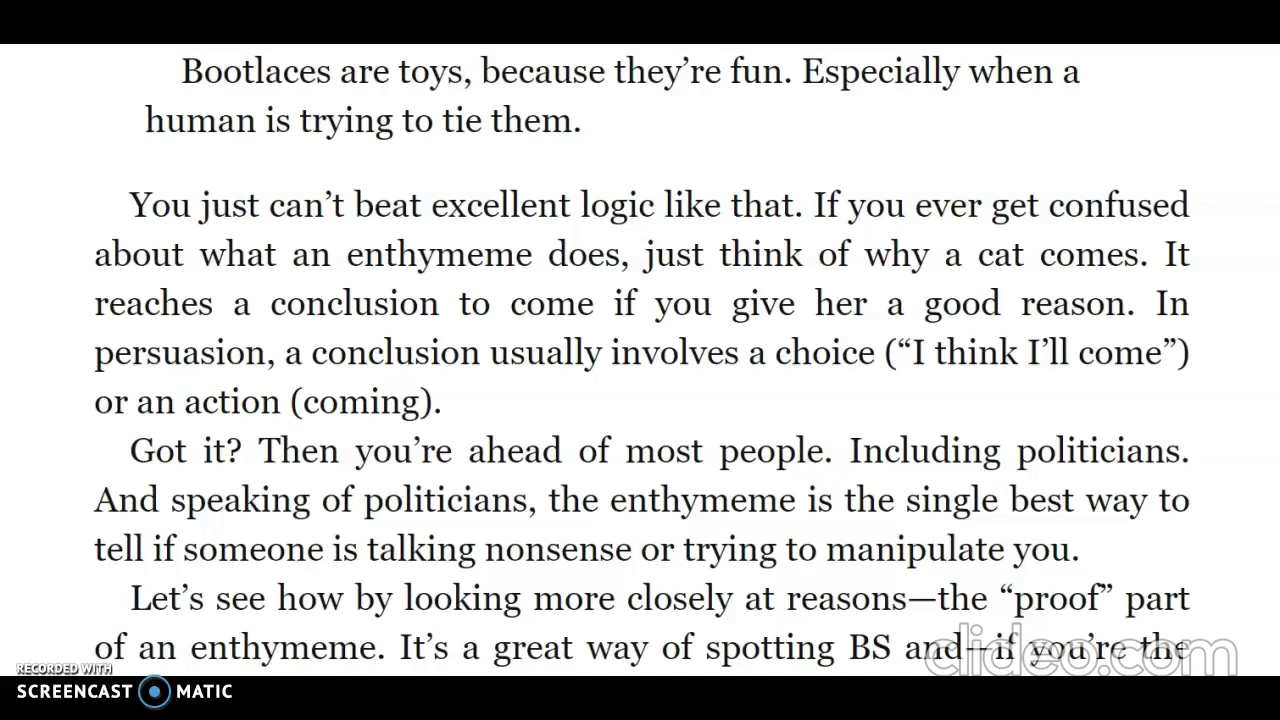 Bootlaces are toys, because they’re fun. Especially when a
human is trying to tie them.
You just can’t beat excellent logic like that. If you ever get confused
about what an enthymeme does, just think of why a cat comes. It
reaches a conclusion to come if you give her a good reason. In
persuasion, a conclusion usually involves a choice (“I think I’ll come”)
or an action (coming).
Got it? Then you’re ahead of most people. Including politicians.
And speaking of politicians, the enthymeme is the single best way to
tell if someone is talking nonsense or trying to manipulate you.
Let’s see how by looking more closely at reasons—the “proof” part
of an enthymeme. It’s a great way of spotting BS and—if you’re the
clideo.com
RECORDED WITH
SCREENCAST MATIC